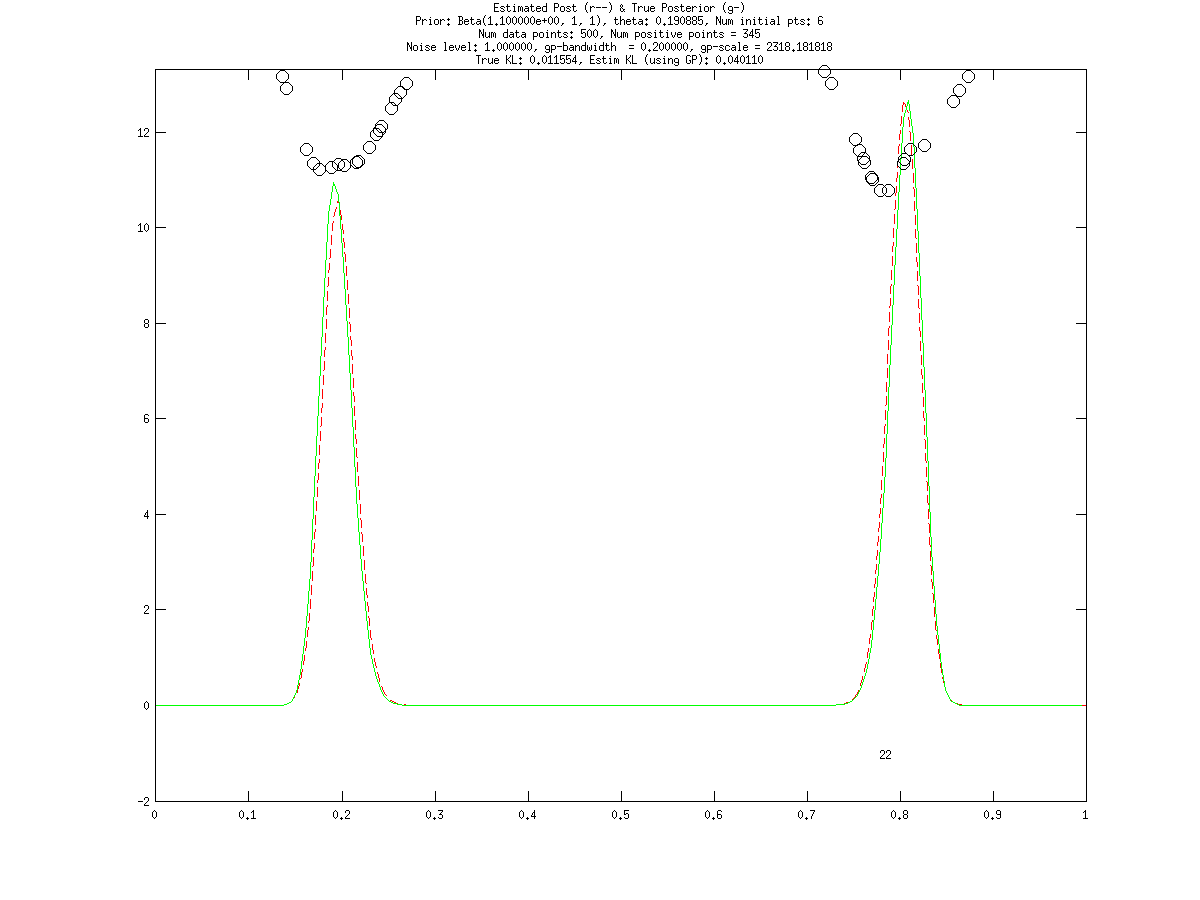 Estimated Post (r--) & True Posterior (g-)
Prior: Beta(1.100000e+00, 1, 1), theta: 0.190885, Num initial pts: 6
Num data points: 500, Num positive points = 345
Noise level: 1.000000, gp-bandwidth  = 0.200000, gp-scale = 2318.181818
True KL: 0.011554, Estim KL (using GP): 0.040110
12
10
8
6
4
2
0
22
-2
0 0.1 0.2 0.3 0.4 0.5 0.6 0.7 0.8 0.9 1